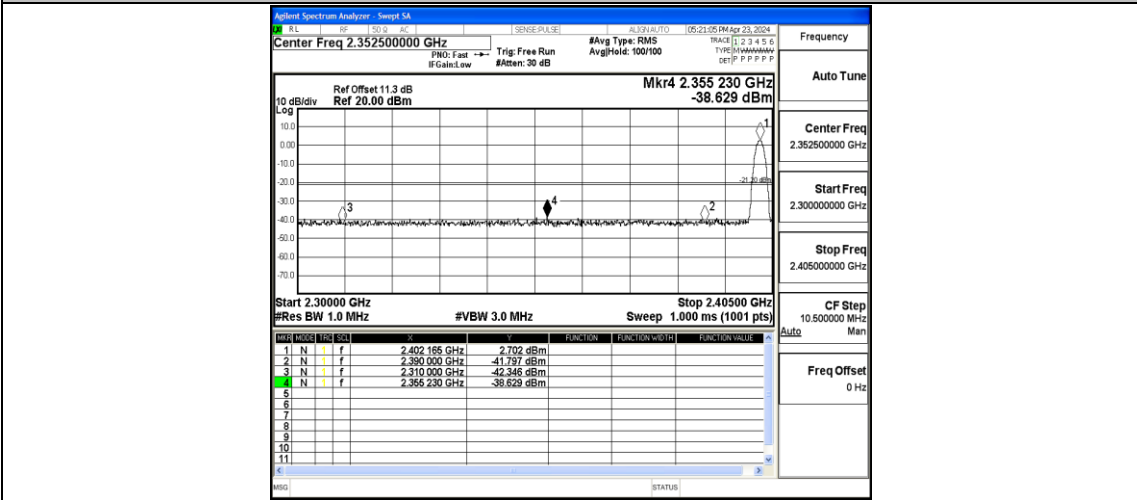 Agilent Spectrum Analyzer - Swept SA
RL RF 50 Ω AC SENSE:PULSE ALIGN AUTO 05:21:05 PM Apr 23, 2024
Center Freq 2.352500000 GHz #Avg Type: RMS TRACE 1 2 3 4 5 6
PNO: Fast Trig: Free Run Avg|Hold: 100/100 TYPE M WWWWW
IFGain:Low #Atten: 30 dB DET P P P P P P
Frequency
Auto Tune
Mkr4 2.355 230 GHz
-38.629 dBm
Ref Offset 11.3 dB
10 dB/div Ref 20.00 dBm
Log
10.0
0.00
-10.0
-20.0
-30.0
-40.0
-50.0
-60.0
-70.0
1
-21.30 dBm
3
4
2
Center Freq
2.352500000 GHz
Start Freq
2.300000000 GHz
Stop Freq
2.405000000 GHz
Start 2.30000 GHz Stop 2.40500 GHz
#Res BW 1.0 MHz #VBW 3.0 MHz Sweep 1.000 ms (1001 pts)
CF Step
10.500000 MHz
Auto Man
MKR MODE TRC SCL X Y FUNCTION FUNCTION WIDTH FUNCTION VALUE
1 N 1 f 2.402 165 GHz 2.702 dBm
2 N 1 f 2.390 000 GHz -41.797 dBm
3 N 1 f 2.310 000 GHz -42.346 dBm
4 N 1 f 2.355 230 GHz -38.629 dBm
5
6
7
8
9
10
11
Freq Offset
0 Hz
MSG STATUS